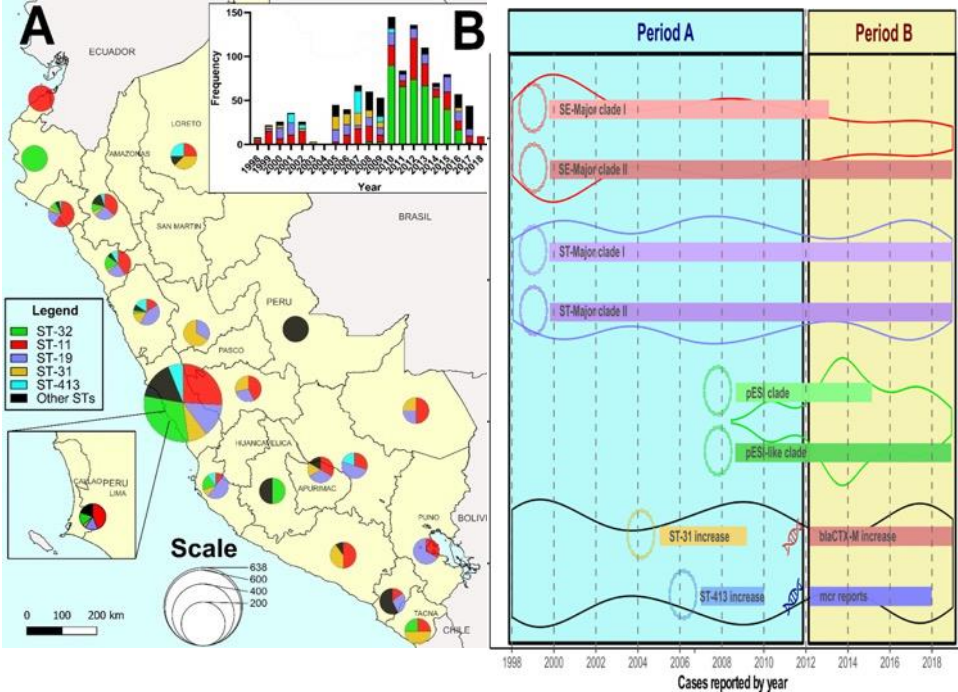 A
B
ECUADOR
LORETO
AMAZONAS
SAN MARTIN
BRASIL
PERU
PASCO
HUANCAVELICA
APURIMAC
PUNO
BOLIVI
TACNA
CHILE
Legend
ST-32
ST-11
ST-19
ST-31
ST-413
Other STs
CALLAO
PERU
LIMA
Scale
638
600
400
200
0 100 200 km
Frequency
150
100
50
0
1998
1999
2000
2001
2002
2003
2004
2005
2006
2007
2008
2009
2010
2011
2012
2013
2014
2015
2016
2017
2018
Year
Period A
Period B
SE-Major clade I
SE-Major clade II
ST-Major clade I
ST-Major clade II
pESI clade
pESI-like clade
ST-31 increase
blaCTX-M increase
ST-413 increase
mcr reports
1998 2000 2002 2004 2006 2008 2010 2012 2014 2016 2018
Cases reported by year